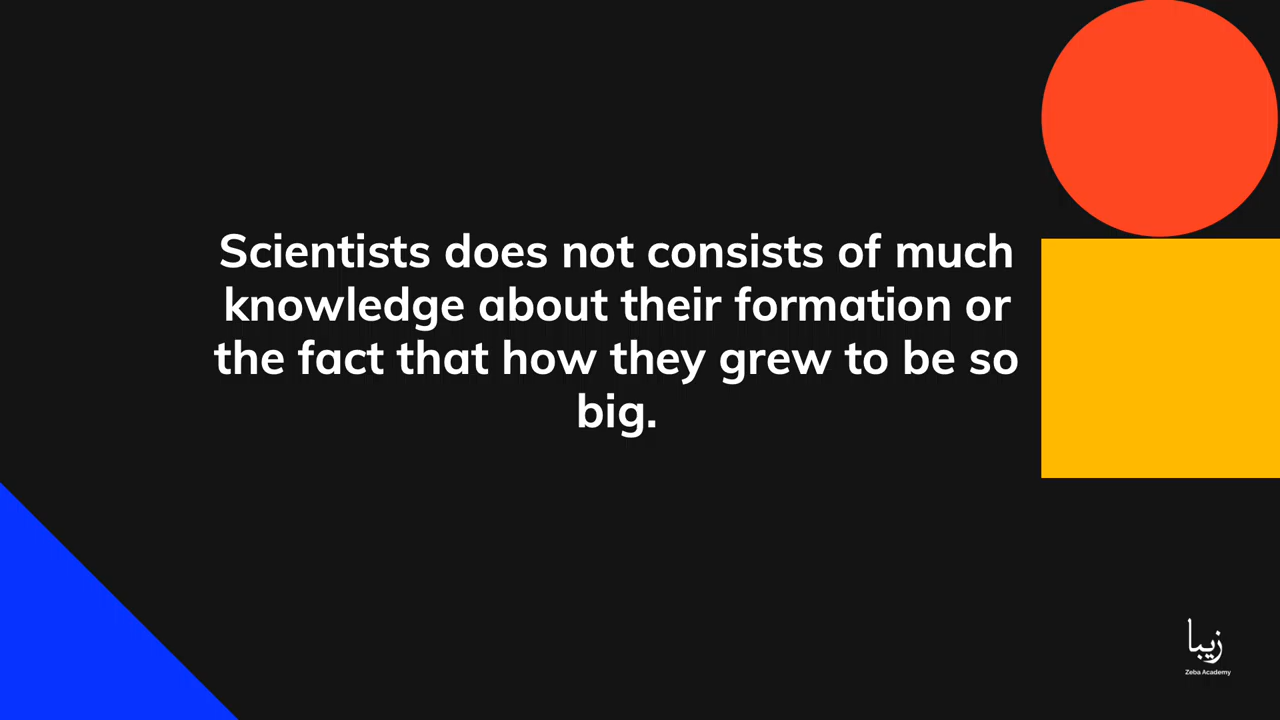 Scientists does not consists of much
knowledge about their formation or
the fact that how they grew to be so
big.
زيبا
Zeba Academy